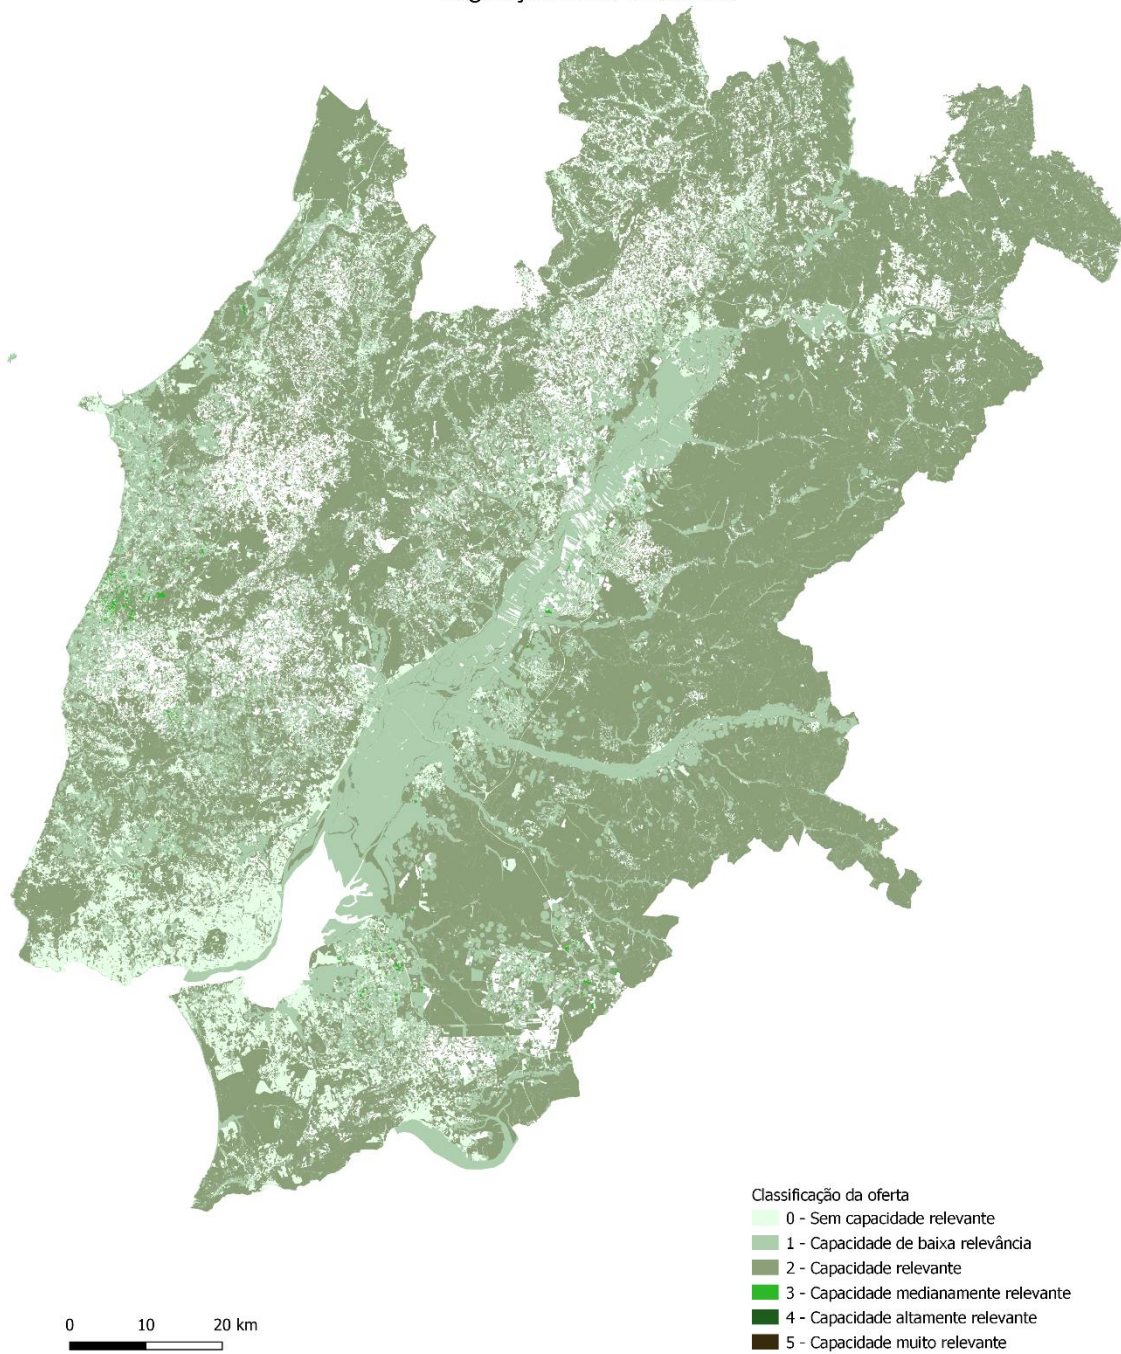 Classificação da oferta
0 - Sem capacidade relevante
1 - Capacidade de baixa relevância
2 - Capacidade relevante
3 - Capacidade medianamente relevante
4 - Capacidade altamente relevante
5 - Capacidade muito relevante
0 10 20 km